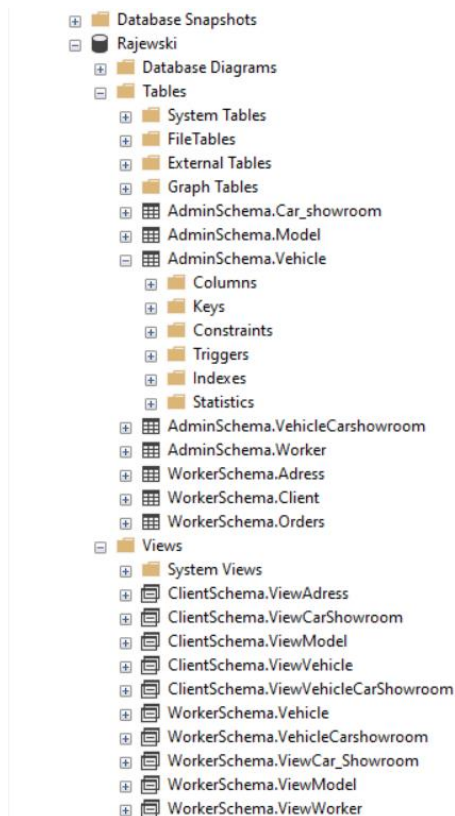 Database Snapshots
Rajewski
Database Diagrams
Tables
System Tables
FileTables
External Tables
Graph Tables
AdminSchema.Car_showroom
AdminSchema.Model
AdminSchema.Vehicle
Columns
Keys
Constraints
Triggers
Indexes
Statistics
AdminSchema.VehicleCarshowroom
AdminSchema.Worker
WorkerSchema.Adress
WorkerSchema.Client
WorkerSchema.Orders
Views
System Views
ClientSchema.ViewAdress
ClientSchema.ViewCarShowroom
ClientSchema.ViewModel
ClientSchema.ViewVehicle
ClientSchema.ViewVehicleCarShowroom
WorkerSchema.Vehicle
WorkerSchema.VehicleCarshowroom
WorkerSchema.ViewCar_Showroom
WorkerSchema.ViewModel
WorkerSchema.ViewWorker